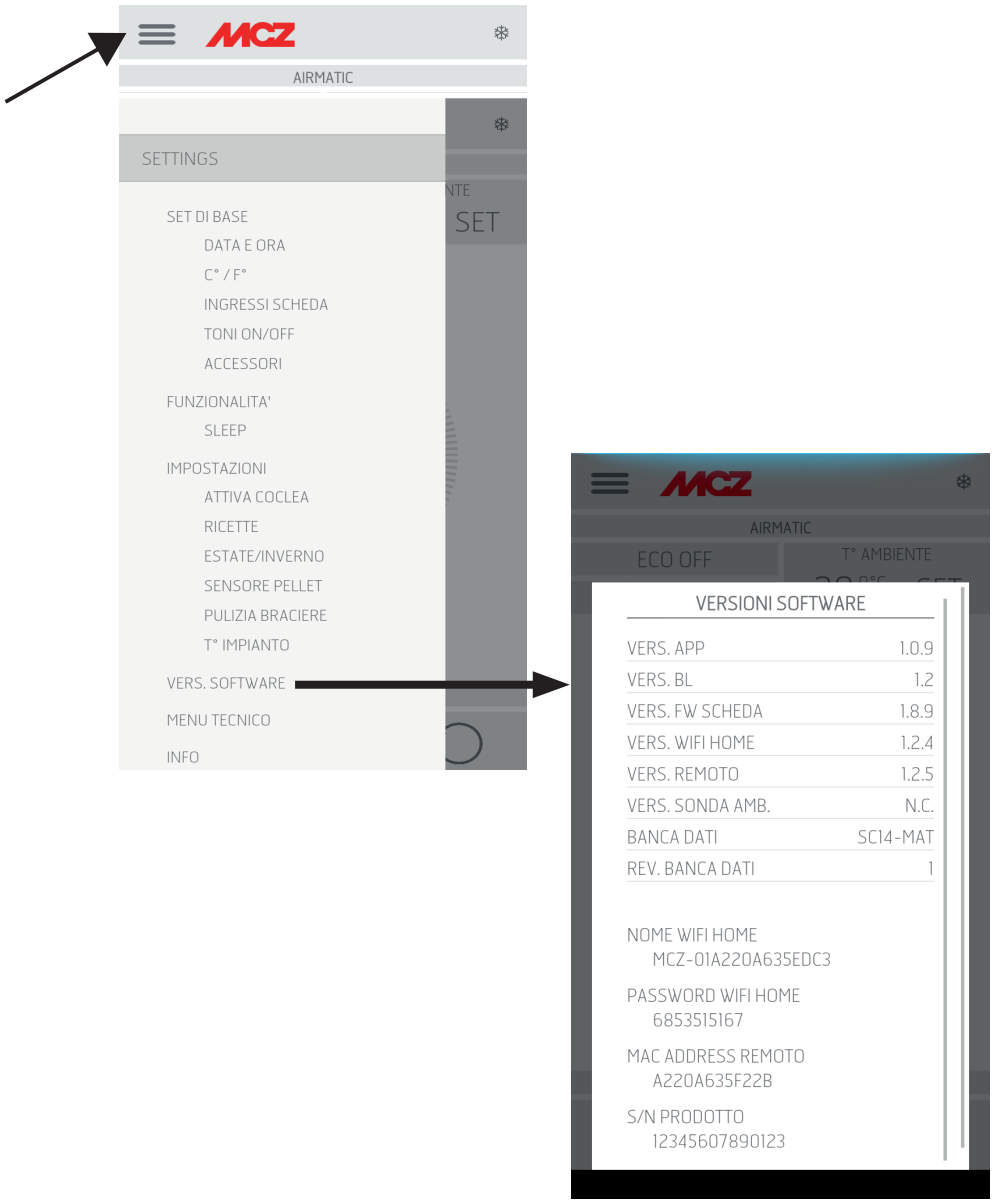 MCZ
AIRMATIC
SETTINGS
NTE
SET
SET DI BASE
DATA E ORA
C° / F°
INGRESSI SCHEDA
TONI ON/OFF
ACCESSORI
FUNZIONALITA'
SLEEP
IMPOSTAZIONI
ATTIVA COCLEA
RICETTE
ESTATE/INVERNO
SENSORE PELLET
PULIZIA BRACIERE
T° IMPIANTO
VERS. SOFTWARE
MENU TECNICO
INFO
MCZ
AIRMATIC
ECO OFF
T° AMBIENTE
VERSIONI SOFTWARE
VERS. APP 1.0.9
VERS. BL 1.2
VERS. FW SCHEDA 1.8.9
VERS. WIFI HOME 1.2.4
VERS. REMOTO 1.2.5
VERS. SONDA AMB. N.C.
BANCA DATI SC14-MAT
REV. BANCA DATI 1
NOME WIFI HOME
MCZ-01A220A635EDC3
PASSWORD WIFI HOME
6853515167
MAC ADDRESS REMOTO
A220A635F22B
S/N PRODOTTO
12345607890123